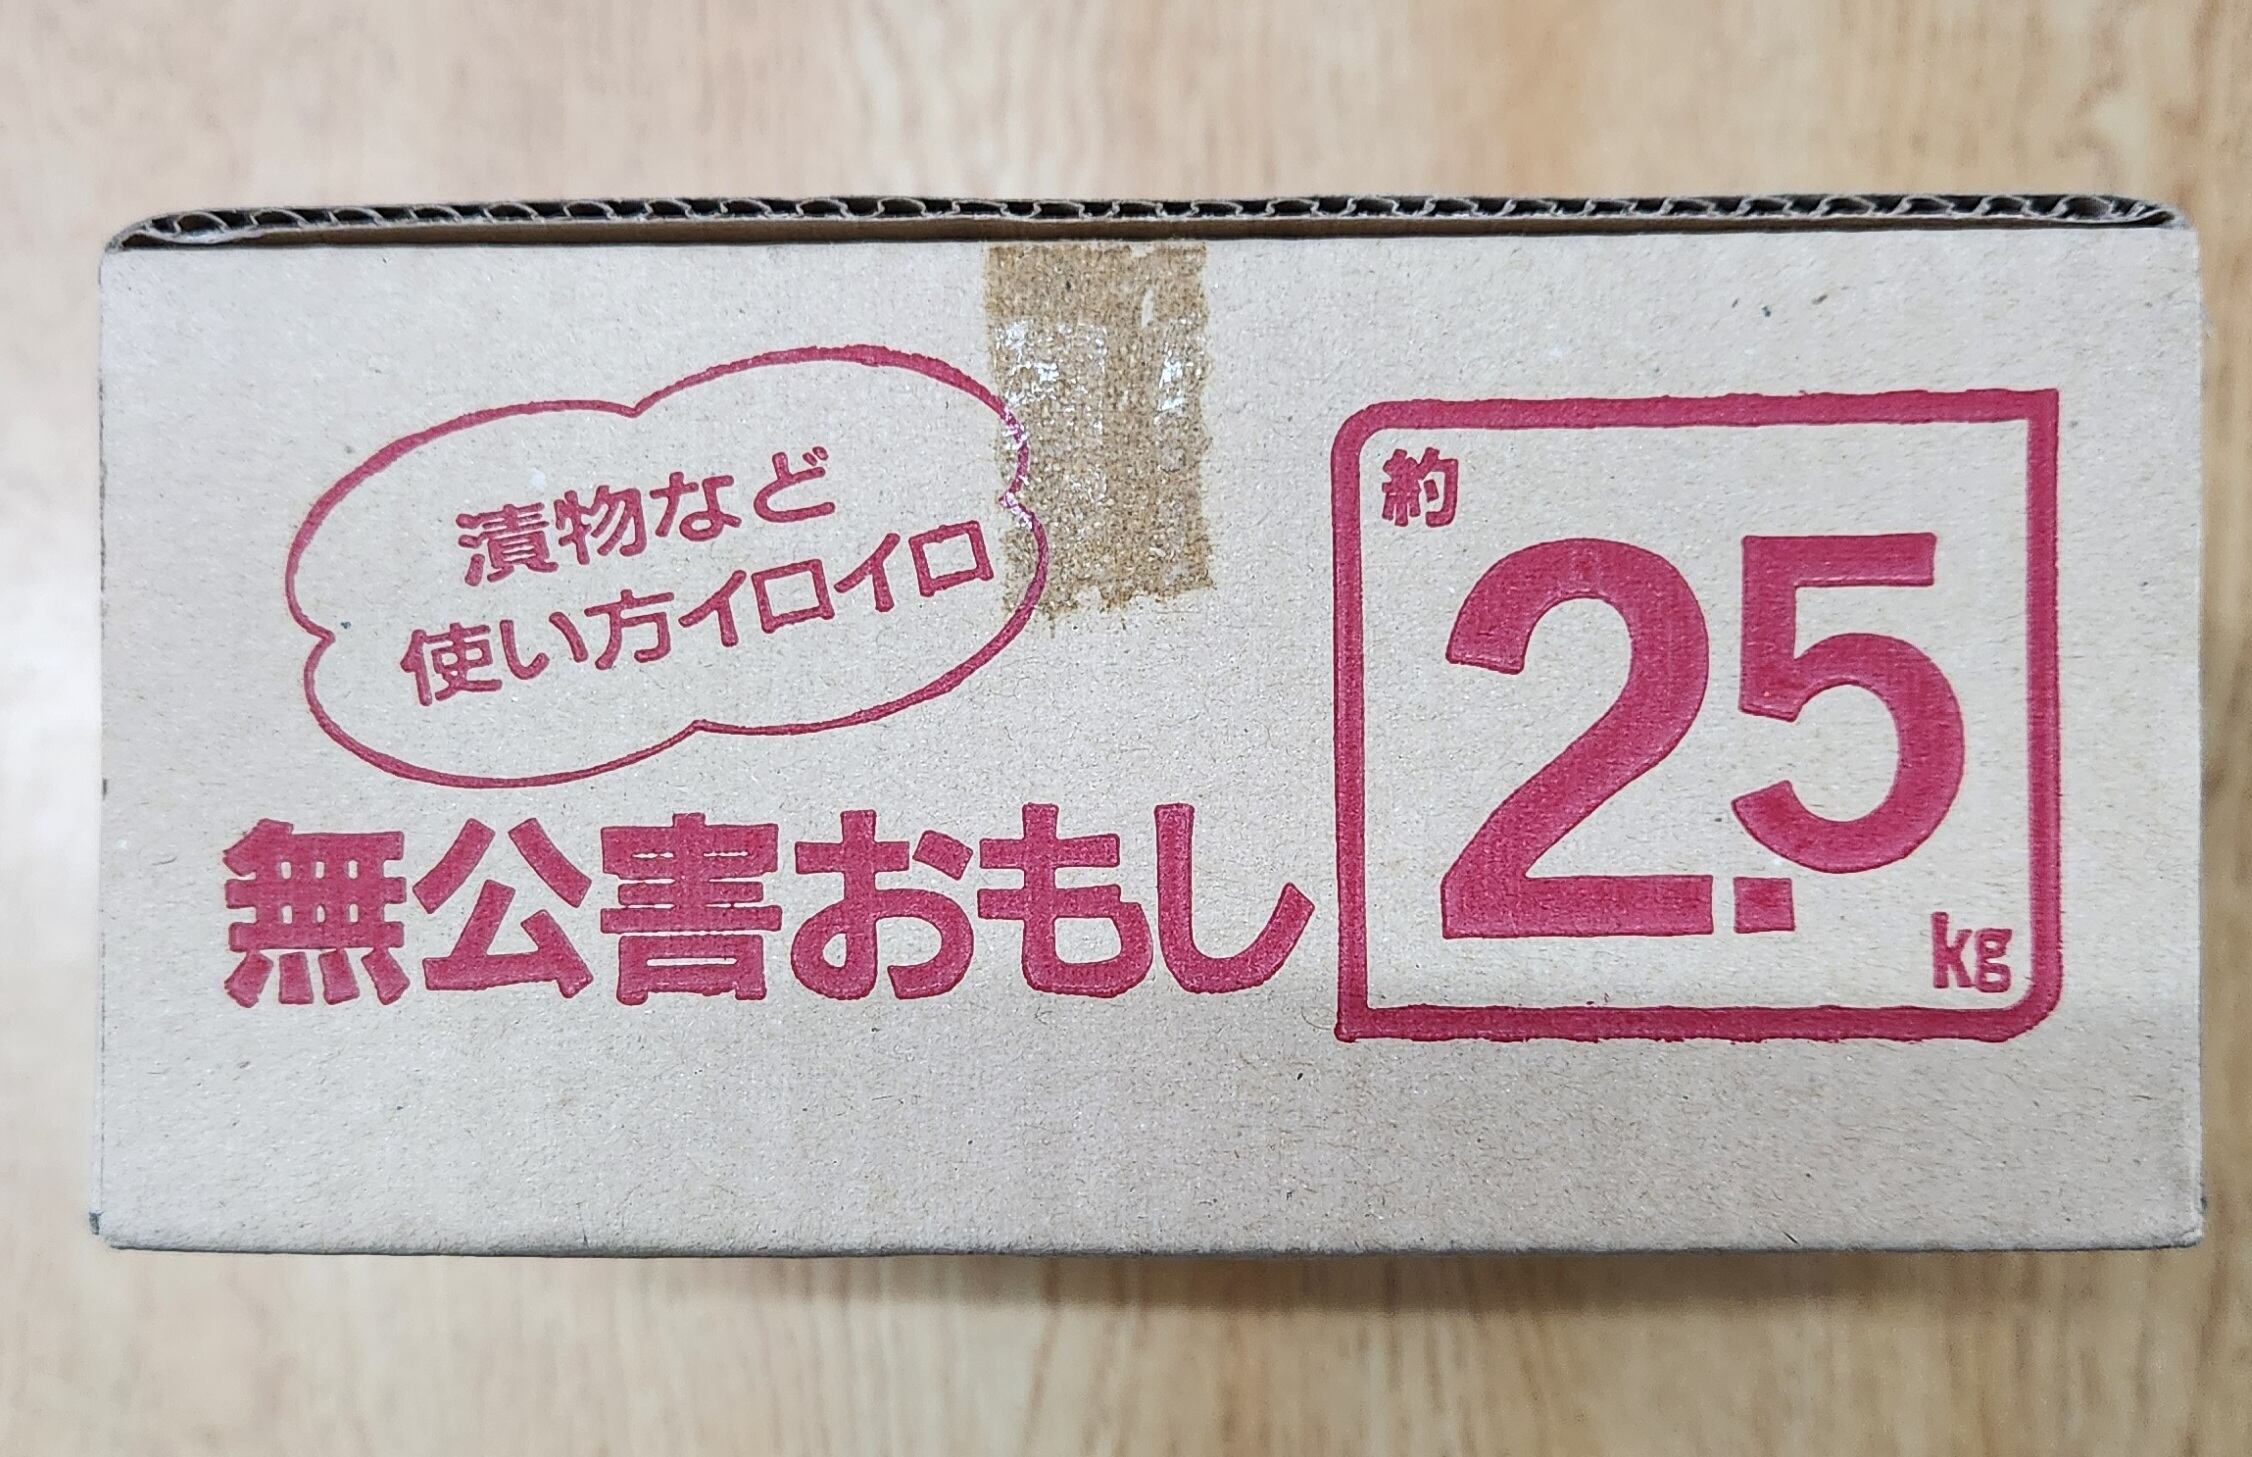 漬物など
使い方イロイロ
無公害おもし
約
2.5
kg